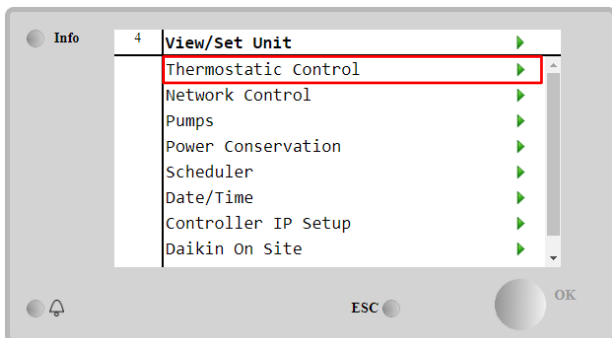 Info
4 View/Set Unit
Thermostatic Control
Network Control
Pumps
Power Conservation
Scheduler
Date/Time
Controller IP Setup
Daikin On Site
ESC
OK